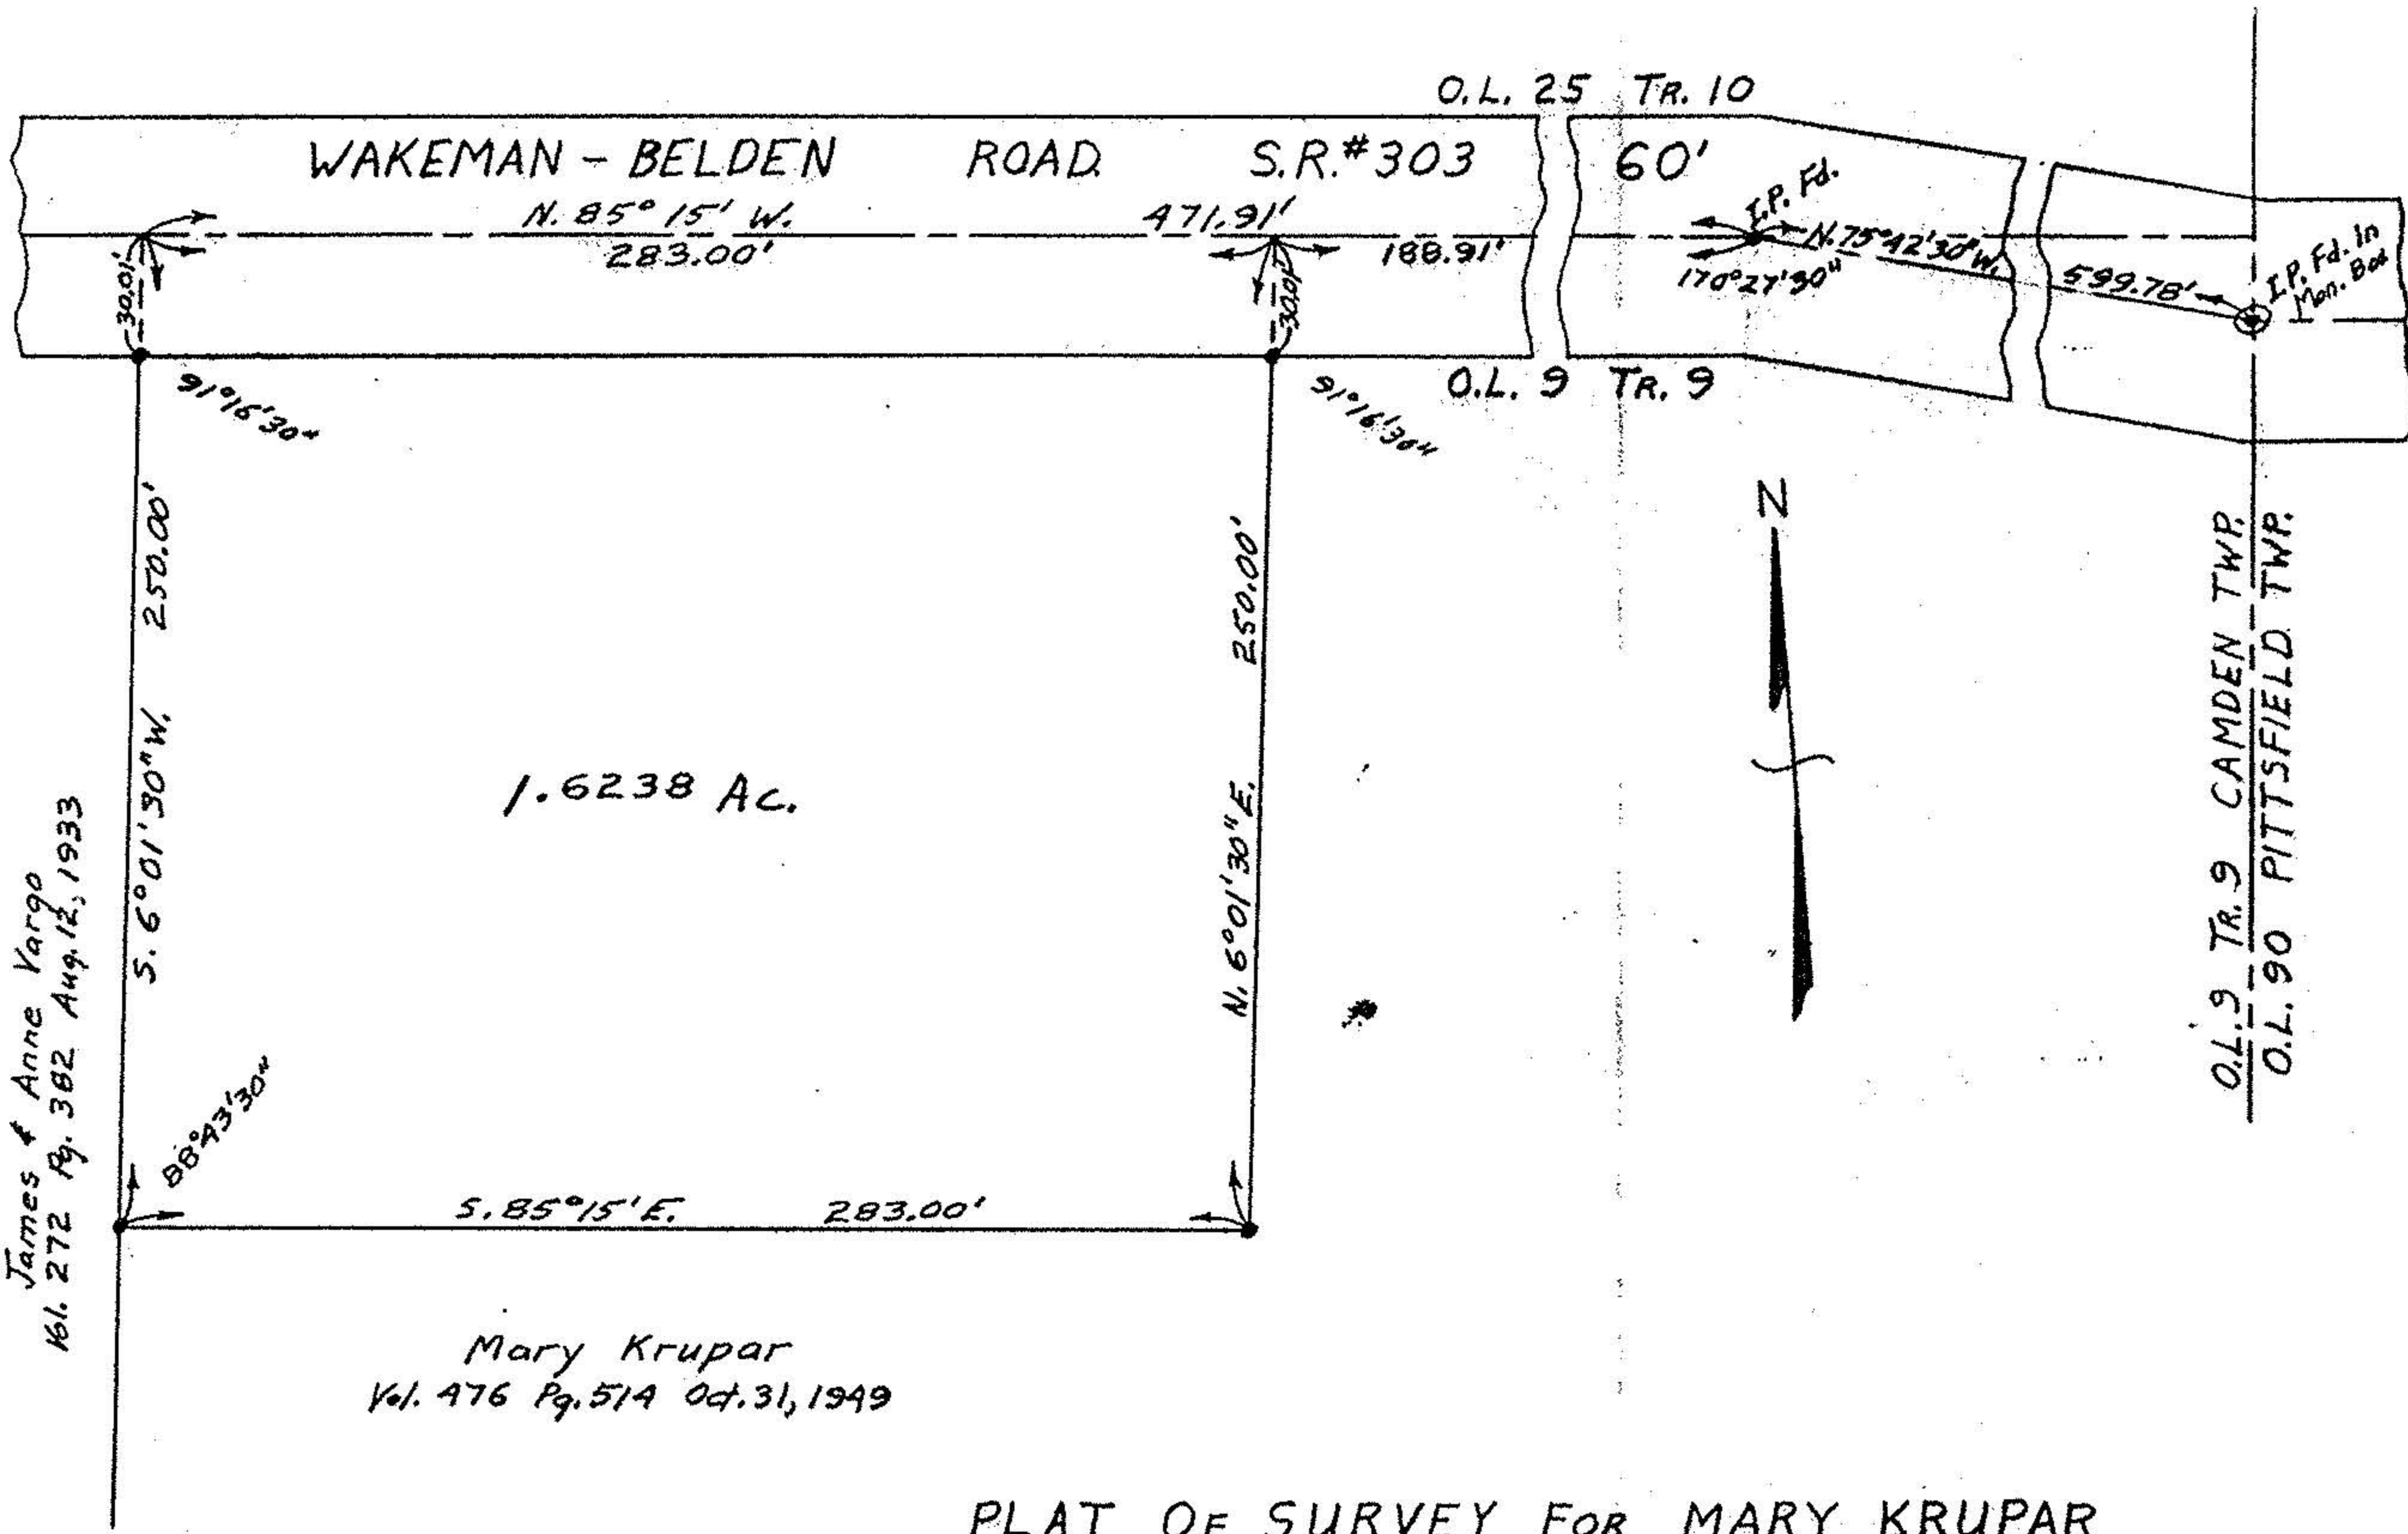 O.L. 25 TR. 10
WAKEMAN - BELDEN ROAD S.R.#303 60'
N. 85° 15' W. 471.91'
283.00' 188.91'
I.P. Fd.
N.75°42'30"W. 599.78'
170°27'30"
I.P. Fd. In
Mon. Box
30.01'
30.01'
91°16'30"
91°16'30"
O.L. 9 TR. 9
S. 6°01'30"W. 250.00'
N. 6°01'30"E. 250.00'
N
1.6238 Ac.
James & Anne Vargo
Vol. 272 Pg. 382 Aug. 12, 1933
88°43'30"
S. 85°15'E. 283.00'
O.L. 9 TR. 9 CAMDEN TWP.
O.L. 90 PITTSFIELD TWP.
Mary Krupar
Vol. 476 Pg. 514 Oct. 31, 1949
PLAT OF SURVEY FOR MARY KRUPAR